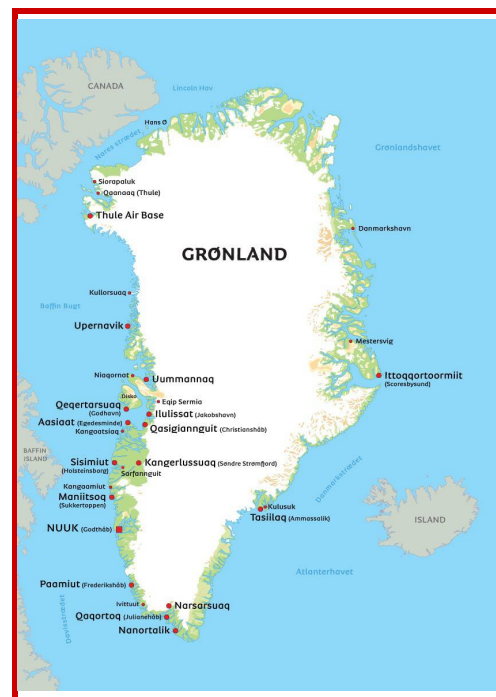 CANADA
Lincoln Hav
Hans Ø
Nares strædet
Grønlandshavet
Siorapaluk
Qaanaaq (Thule)
Thule Air Base
Danmarkshavn
GRØNLAND
Kullorsuaq
Baffin Bugt
Upernavik
Mestersvig
Niaqornat
Uummannaq
Ittoqqortoormiit
(Scoresbysund)
Disko
Eqip Sermia
Qeqertarsuaq
(Godhavn)
Ilulissat (Jakobshavn)
Aasiaat (Egedesminde)
Qasigiannguit (Christianshåb)
Kangaatsiaq
BAFFIN
ISLAND
Sisimiut
(Holsteinsborg)
Kangerlussuaq (Søndre Strømfjord)
Sarfannguit
Danmarkstrædet
Kangaamiut
Maniitsoq
(Sukkertoppen)
Kulusuk
Tasiilaq (Ammassalik)
ISLAND
NUUK (Godthåb)
Atlanterhavet
Paamiut (Frederikshåb)
Davisstrædet
Ivittuut
Narsarsuaq
Qaqortoq (Julianehåb)
Nanortalik